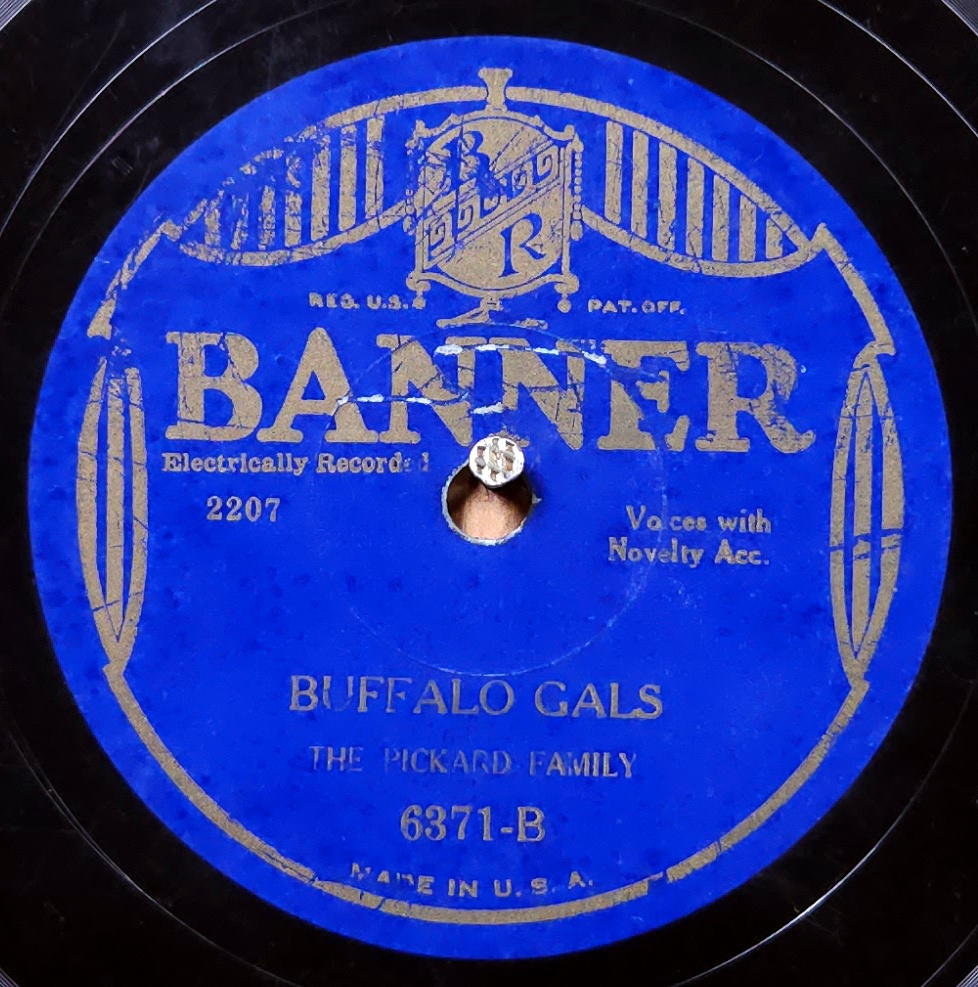 B
R
REG. U.S.
PAT. OFF.
BANNER
Electrically Recorded
2207
Voices with
Novelty Acc.
BUFFALO GALS
THE PICKARD FAMILY
6371-B
MADE IN U. S. A.